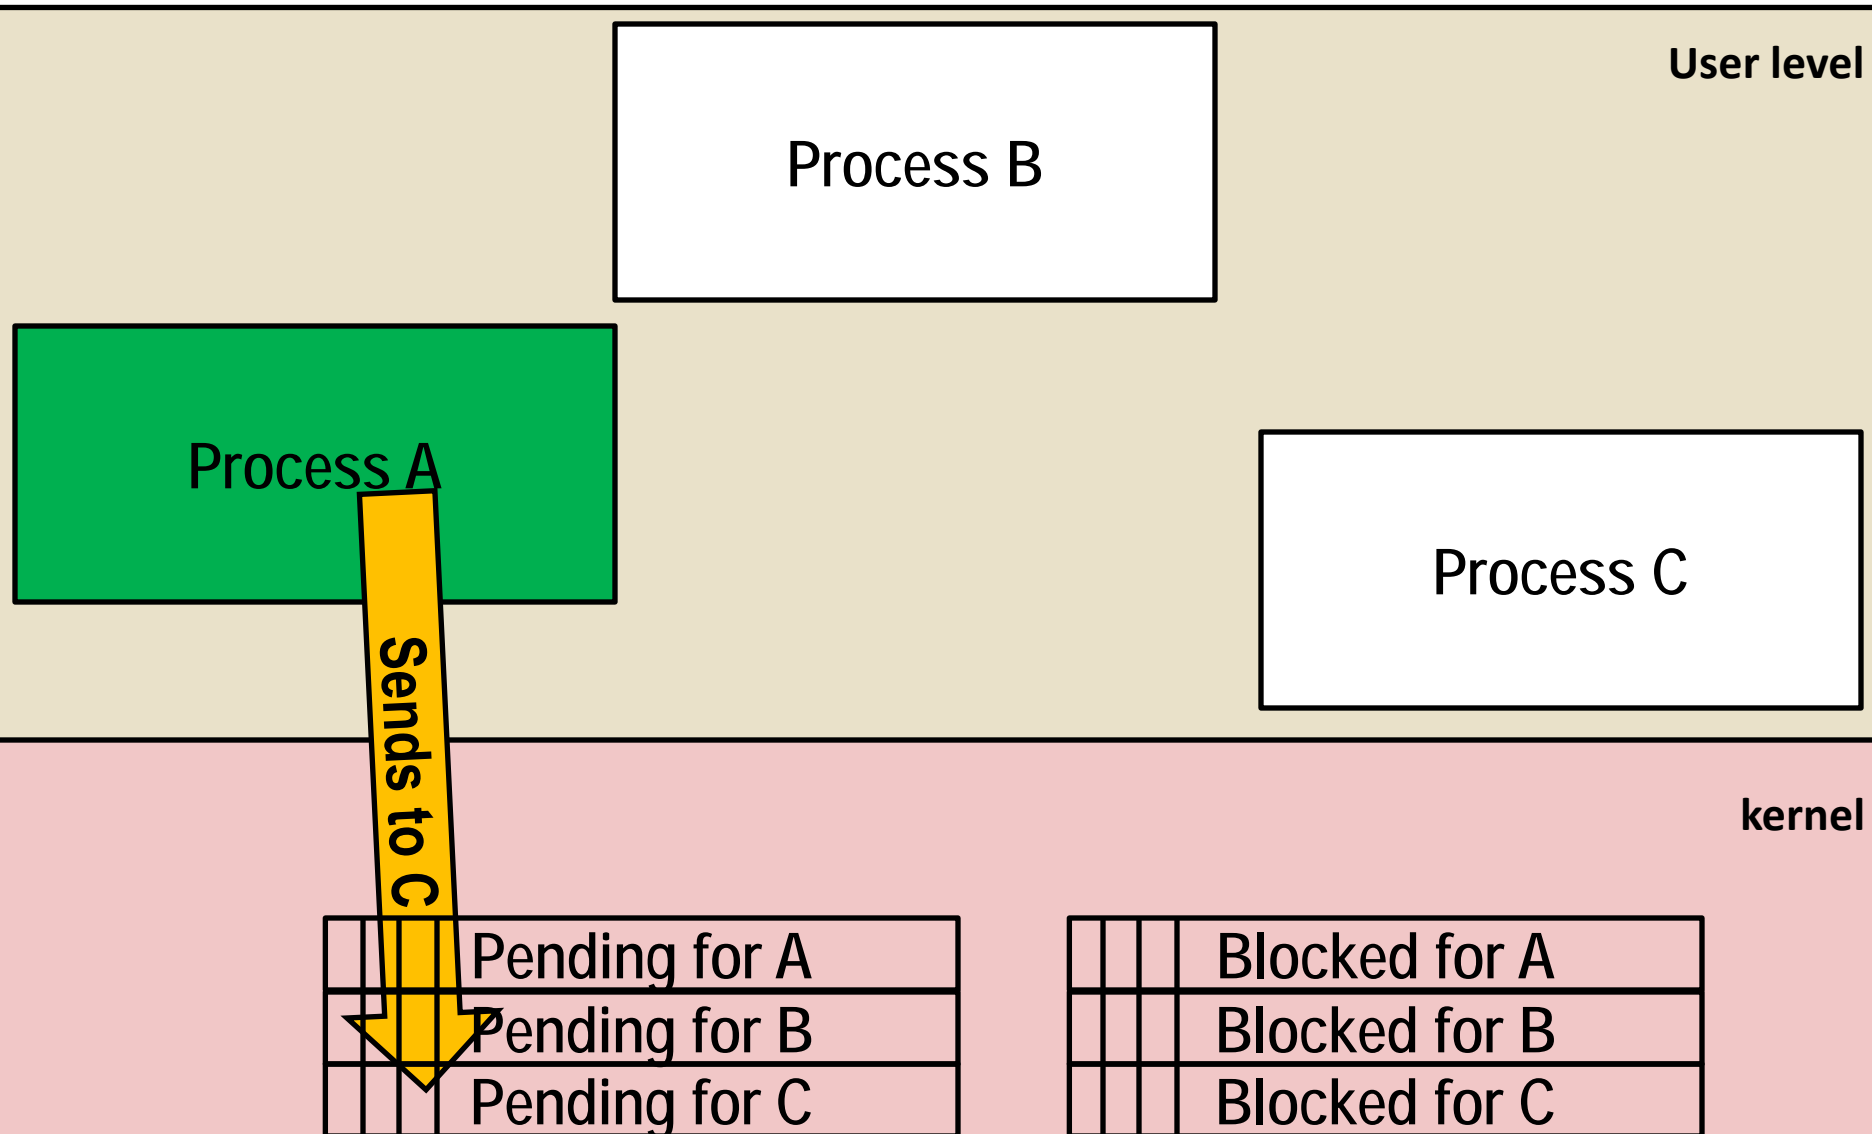 User level
Process B
Process A
Process C
Sends to C
kernel
Pending for A
Blocked for A
Pending for B
Blocked for B
Pending for C
Blocked for C